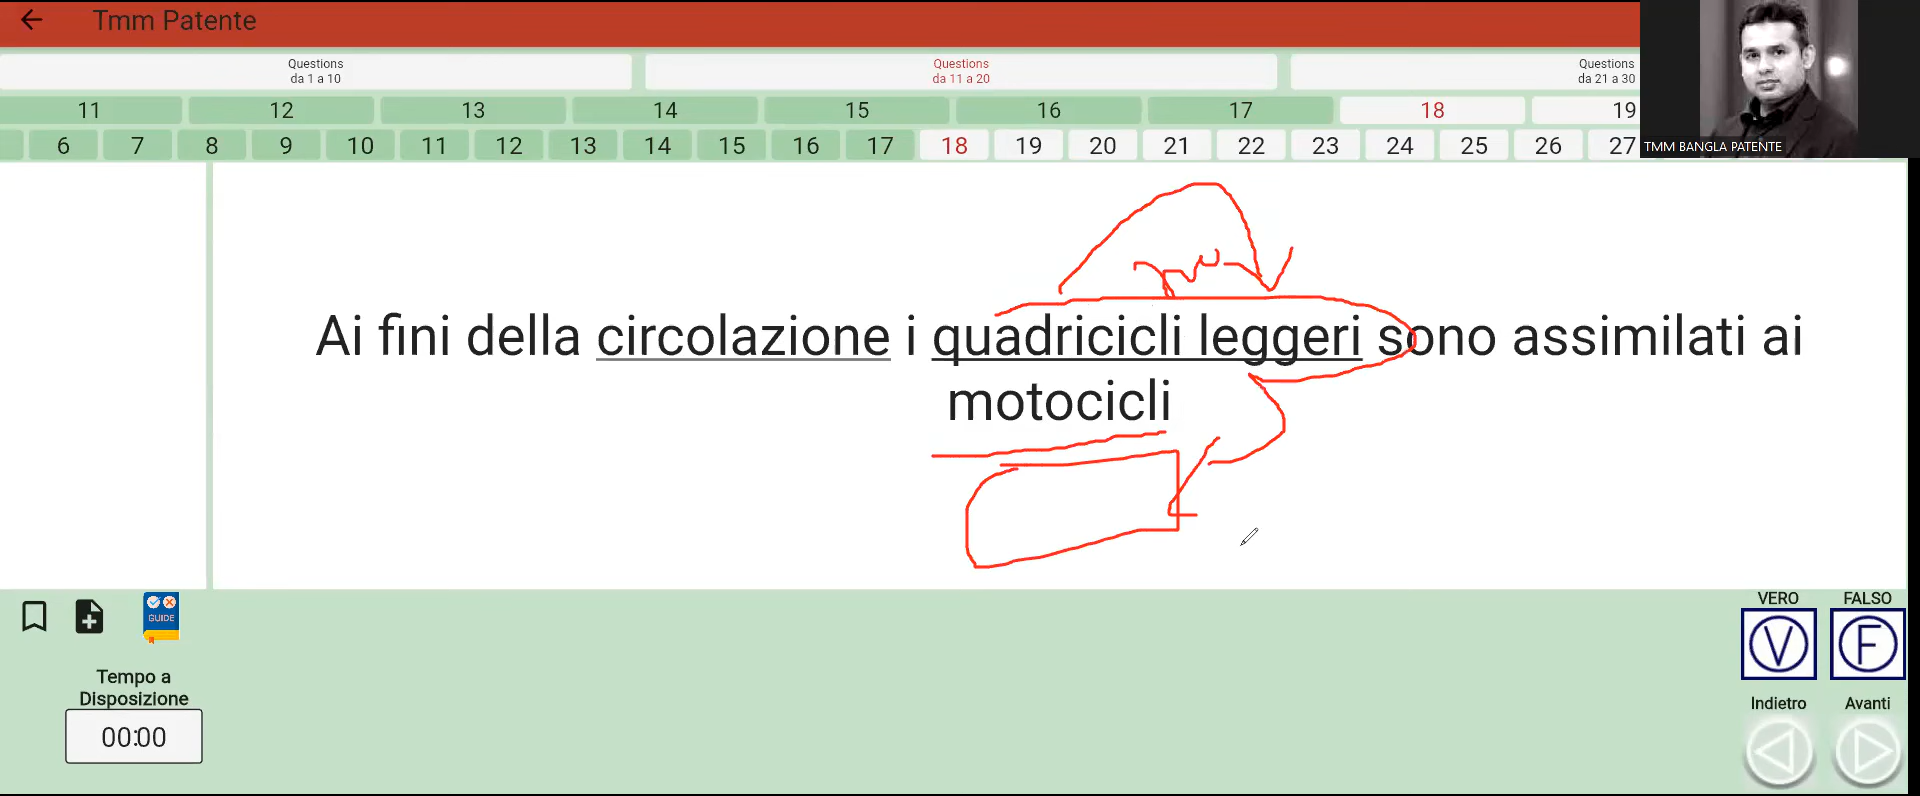 Tmm Patente
Questions
da 1 a 10
Questions
da 11 a 20
Questions
da 21 a 30
11 12 13 14 15 16 17 18 19
6 7 8 9 10 11 12 13 14 15 16 17 18 19 20 21 22 23 24 25 26 27
TMM BANGLA PATENTE
Ai fini della circolazione i quadricicli leggeri sono assimilati ai
motocicli
GUIDE
Tempo a
Disposizione
00:00
VERO FALSO
V F
Indietro Avanti